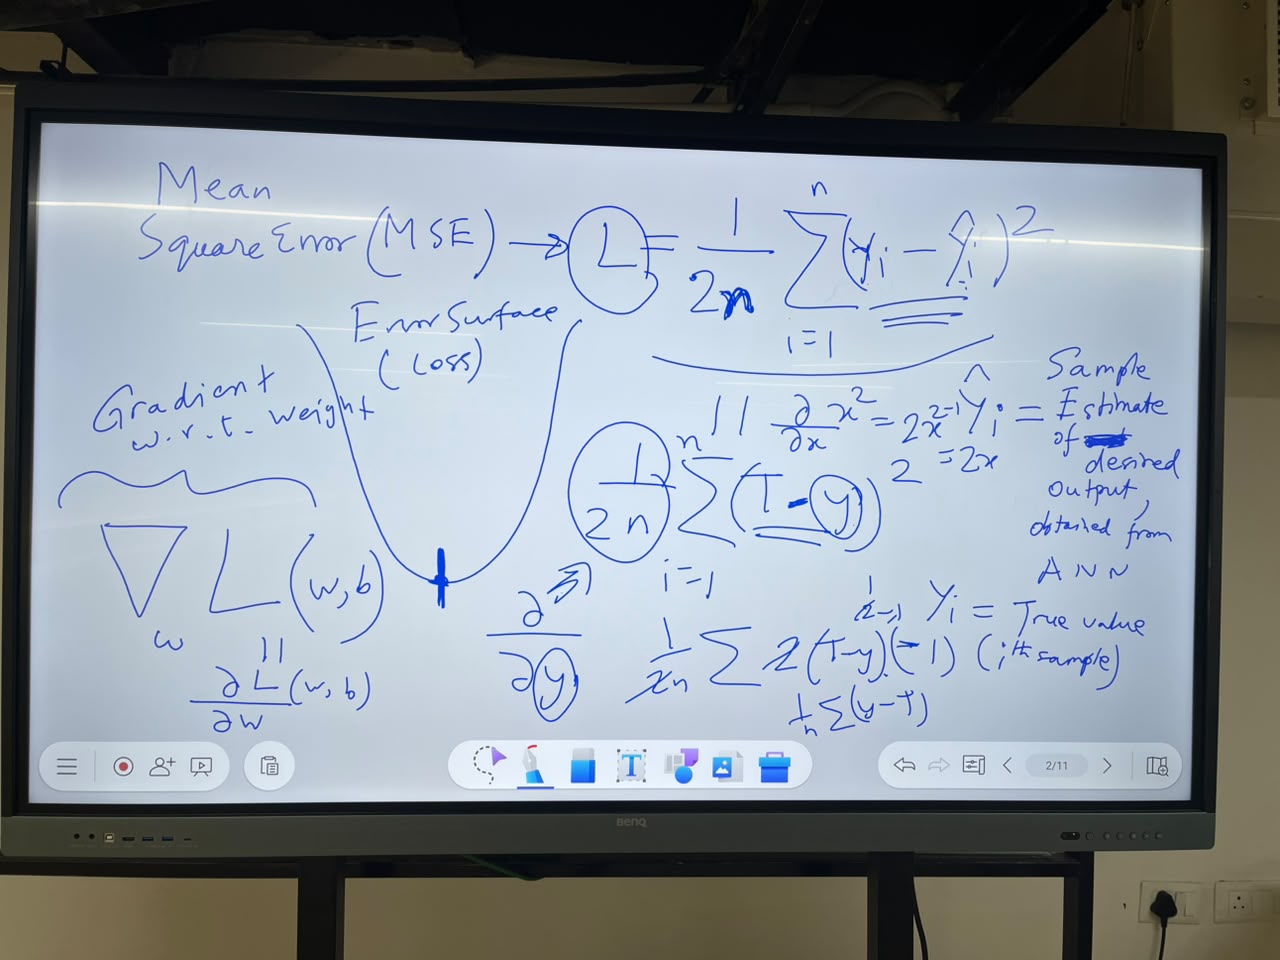 Mean
Square Error (MSE) → L = 1/2n n∑i=1 (yi − ŷi)²
Error Surface
(Loss)
Gradient
w.r.t. weight
∇w L (w, b)
||
∂L/∂w (w, b)
||
1/2n n∑i=1 (T - y)²
∂/∂x x² = 2x²⁻¹
= 2x
ŷi = Sample
Estimate
of
desired
output,
obtained from
ANN
yi = True value
(ith sample)
∂/∂y
1/2n ∑ 2(T-y)(-1)
1/n ∑(y-T)
T
2/11
BenQ